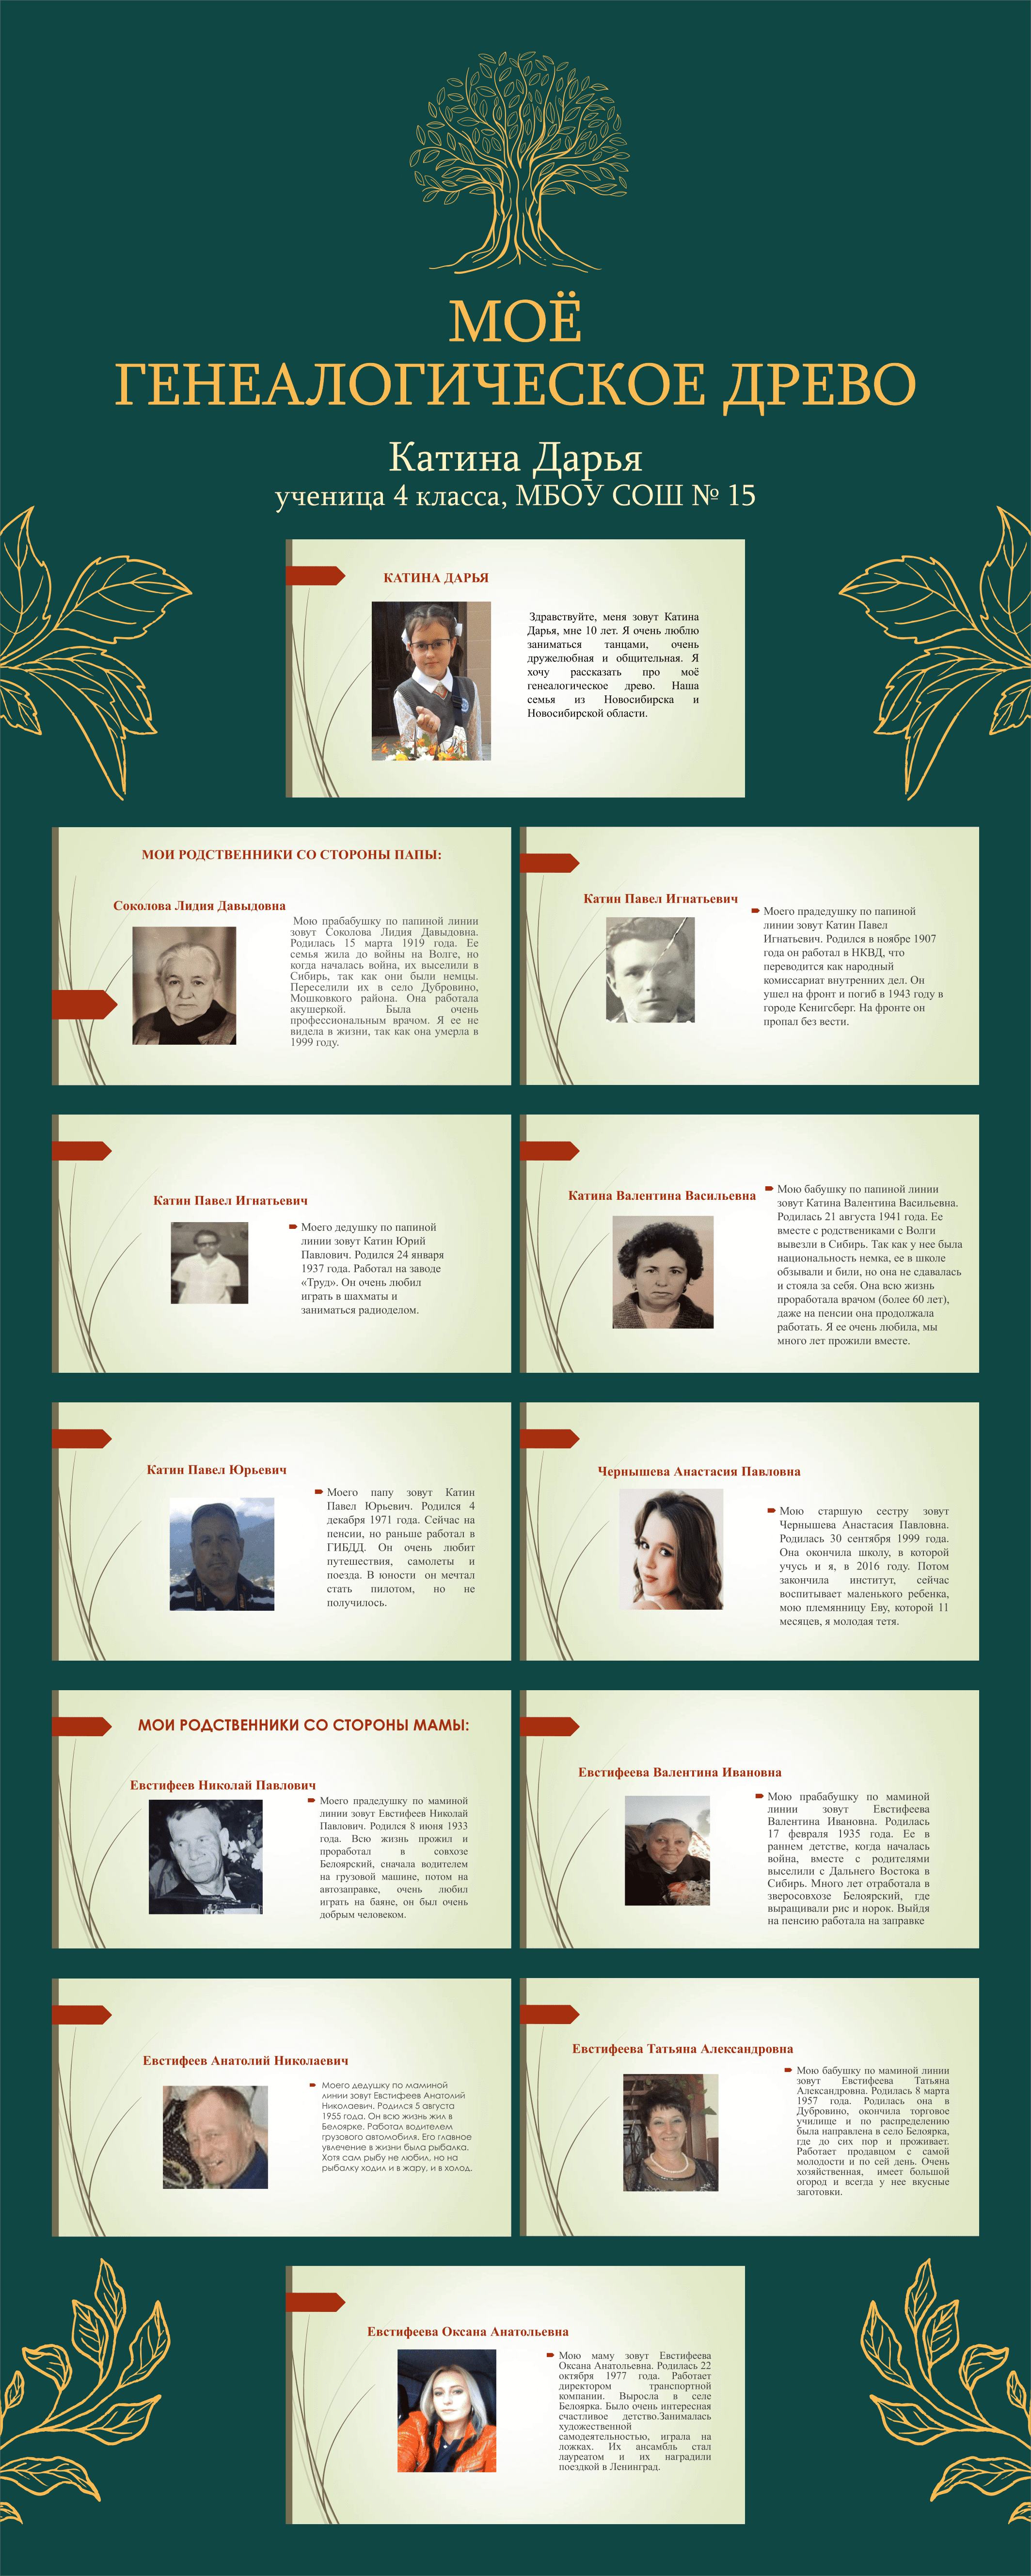 МОЁ
ГЕНЕАЛОГИЧЕСКОЕ ДРЕВО
Катина Дарья
ученица 4 класса, МБОУ СОШ № 15
КАТИНА ДАРЬЯ
Здравствуйте, меня зовут Катина
Дарья, мне 10 лет. Я очень люблю
заниматься танцами, очень
дружелюбная и общительная. Я
хочу рассказать про моё
генеалогическое древо. Наша
семья из Новосибирска и
Новосибирской области.
МОИ РОДСТВЕННИКИ СО СТОРОНЫ ПАПЫ:
Соколова Лидия Давыдовна
Мою прабабушку по папиной линии
зовут Соколова Лидия Давыдовна.
Родилась 15 марта 1919 года. Ее
семья жила до войны на Волге, но
когда началась война, их выселили в
Сибирь, так как они были немцы.
Переселили их в село Дубровино,
Мошковкого района. Она работала
акушеркой. Была очень
профессиональным врачом. Я ее не
видела в жизни, так как она умерла в
1999 году.
Катин Павел Игнатьевич
Моего прадедушку по папиной
линии зовут Катин Павел
Игнатьевич. Родился в ноябре 1907
года он работал в НКВД, что
переводится как народный
комиссариат внутренних дел. Он
ушел на фронт и погиб в 1943 году в
городе Кенигсберг. На фронте он
пропал без вести.
Катин Павел Игнатьевич
Моего дедушку по папиной
линии зовут Катин Юрий
Павлович. Родился 24 января
1937 года. Работал на заводе
«Труд». Он очень любил
играть в шахматы и
заниматься радиоделом.
Катина Валентина Васильевна
Мою бабушку по папиной линии
зовут Катина Валентина Васильевна.
Родилась 21 августа 1941 года. Ее
вместе с родствениками с Волги
вывезли в Сибирь. Так как у нее была
национальность немка, ее в школе
обзывали и били, но она не сдавалась
и стояла за себя. Она всю жизнь
проработала врачом (более 60 лет),
даже на пенсии она продолжала
работать. Я ее очень любила, мы
много лет прожили вместе.
Катин Павел Юрьевич
Моего папу зовут Катин
Павел Юрьевич. Родился 4
декабря 1971 года. Сейчас на
пенсии, но раньше работал в
ГИБДД. Он очень любит
путешествия, самолеты и
поезда. В юности он мечтал
стать пилотом, но не
получилось.
Чернышева Анастасия Павловна
Мою старшую сестру зовут
Чернышева Анастасия Павловна.
Родилась 30 сентября 1999 года.
Она окончила школу, в которой
учусь и я, в 2016 году. Потом
закончила институт, сейчас
воспитывает маленького ребенка,
мою племянницу Еву, которой 11
месяцев, я молодая тетя.
МОИ РОДСТВЕННИКИ СО СТОРОНЫ МАМЫ:
Евстифеев Николай Павлович
Моего прадедушку по маминой
линии зовут Евстифеев Николай
Павлович. Родился 8 июня 1933
года. Всю жизнь прожил и
проработал в совхозе
Белоярский, сначала водителем
на грузовой машине, потом на
автозаправке, очень любил
играть на баяне, он был очень
добрым человеком.
Евстифеева Валентина Ивановна
Мою прабабушку по маминой
линии зовут Евстифеева
Валентина Ивановна. Родилась
17 февраля 1935 года. Ее в
раннем детстве, когда началась
война, вместе с родителями
выселили с Дальнего Востока в
Сибирь. Много лет отработала в
зверосовхозе Белоярский, где
выращивали рис и норок. Выйдя
на пенсию работала на заправке
Евстифеев Анатолий Николаевич
Моего дедушку по маминой
линии зовут Евстифеев Анатолий
Николаевич. Родился 5 августа
1955 года. Он всю жизнь жил в
Белоярке. Работал водителем
грузового автомобиля. Его главное
увлечение в жизни была рыбалка.
Хотя сам рыбу не любил, но на
рыбалку ходил и в жару, и в холод.
Евстифеева Татьяна Александровна
Мою бабушку по маминой линии
зовут Евстифеева Татьяна
Александровна. Родилась 8 марта
1957 года. Родилась она в
Дубровино, окончила торговое
училище и по распределению
была направлена в село Белоярка,
где до сих пор и проживает.
Работает продавцом с самой
молодости и по сей день. Очень
хозяйственная, имеет большой
огород и всегда у нее вкусные
заготовки.
Евстифеева Оксана Анатольевна
Мою маму зовут Евстифеева
Оксана Анатольевна. Родилась 22
октября 1977 года. Работает
директором транспортной
компании. Выросла в селе
Белоярка. Было очень интересная
счастливое детство.Занималась
художественной
самодеятельностью, играла на
ложках. Их ансамбль стал
лауреатом и их наградили
поездкой в Ленинград.